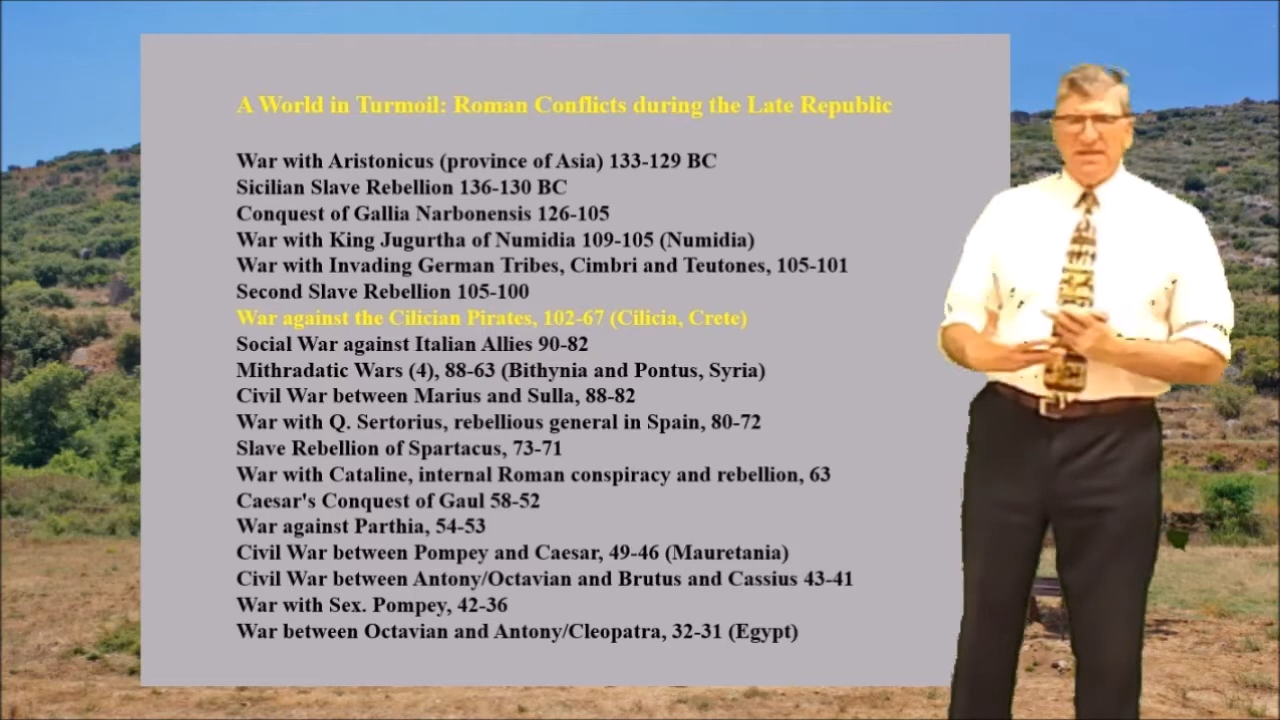 A World in Turmoil: Roman Conflicts during the Late Republic
War with Aristonicus (province of Asia) 133-129 BC
Sicilian Slave Rebellion 136-130 BC
Conquest of Gallia Narbonensis 126-105
War with King Jugurtha of Numidia 109-105 (Numidia)
War with Invading German Tribes, Cimbri and Teutones, 105-101
Second Slave Rebellion 105-100
War against the Cilician Pirates, 102-67 (Cilicia, Crete)
Social War against Italian Allies 90-82
Mithradatic Wars (4), 88-63 (Bithynia and Pontus, Syria)
Civil War between Marius and Sulla, 88-82
War with Q. Sertorius, rebellious general in Spain, 80-72
Slave Rebellion of Spartacus, 73-71
War with Cataline, internal Roman conspiracy and rebellion, 63
Caesar's Conquest of Gaul 58-52
War against Parthia, 54-53
Civil War between Pompey and Caesar, 49-46 (Mauretania)
Civil War between Antony/Octavian and Brutus and Cassius 43-41
War with Sex. Pompey, 42-36
War between Octavian and Antony/Cleopatra, 32-31 (Egypt)